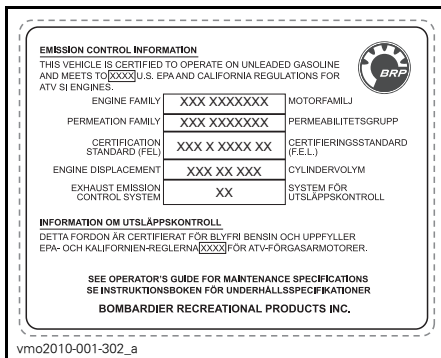 EMISSION CONTROL INFORMATION
THIS VEHICLE IS CERTIFIED TO OPERATE ON UNLEADED GASOLINE
AND MEETS TO XXXX U.S. EPA AND CALIFORNIA REGULATIONS FOR
ATV SI ENGINES.
BRP
ENGINE FAMILY XXX XXXXXXX MOTORFAMILJ
PERMEATION FAMILY XXX XXXXXXX PERMEABILITETSGRUPP
CERTIFICATION XXX X XXXX XX CERTIFIERINGSSTANDARD
STANDARD (FEL) (F.E.L.)
ENGINE DISPLACEMENT XXX XX XXX CYLINDERVOLYM
EXHAUST EMISSION XX SYSTEM FÖR
CONTROL SYSTEM UTSLÄPPSKONTROLL
INFORMATION OM UTSLÄPPSKONTROLL
DETTA FORDON ÄR CERTIFIERAT FÖR BLYFRI BENSIN OCH UPPFYLLER
EPA- OCH KALIFORNIEN-REGLERNA XXXX FÖR ATV-FÖRGASARMOTORER.
SEE OPERATOR'S GUIDE FOR MAINTENANCE SPECIFICATIONS
SE INSTRUKTIONSBOKEN FÖR UNDERHÅLLSSPECIFIKATIONER
BOMBARDIER RECREATIONAL PRODUCTS INC.
vmo2010-001-302_a